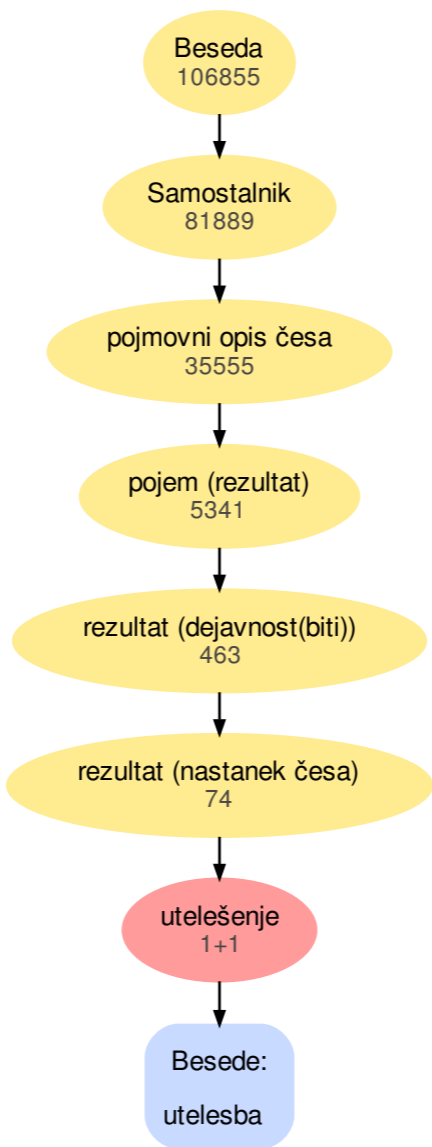 Beseda
106855
Samostalnik
81889
pojmovni opis česa
35555
pojem (rezultat)
5341
rezultat (dejavnost(biti))
463
rezultat (nastanek česa)
74
utelešenje
1+1
Besede:
utelesba